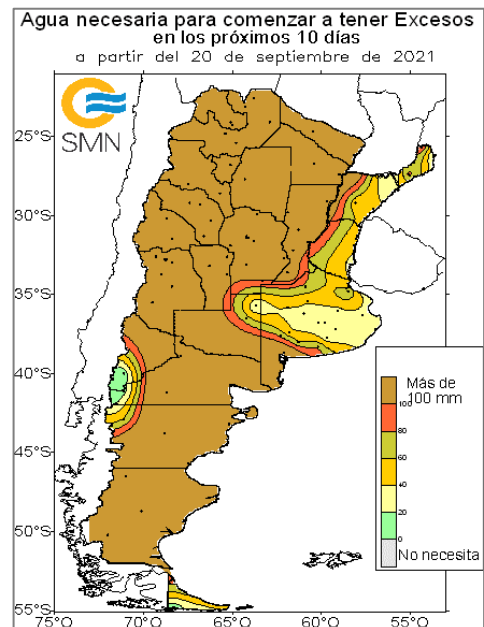 Agua necesaria para comenzar a tener Excesos
en los próximos 10 días
a partir del 20 de septiembre de 2021
SMN
25°S
30°S
35°S
40°S
45°S
50°S
55°S
75°O
70°O
65°O
60°O
55°O
Más de
100 mm
100
80
60
40
20
0
No necesita